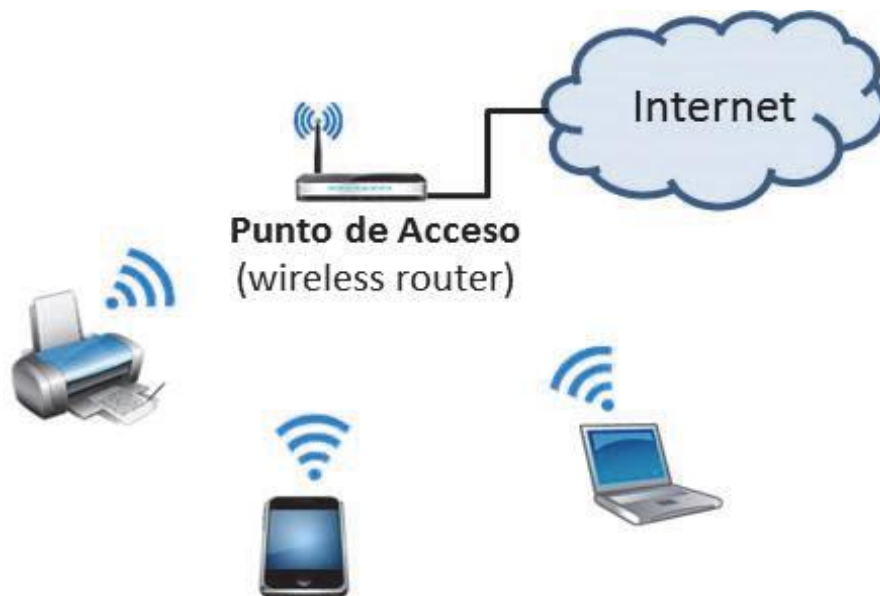 Internet
Punto de Acceso
(wireless router)